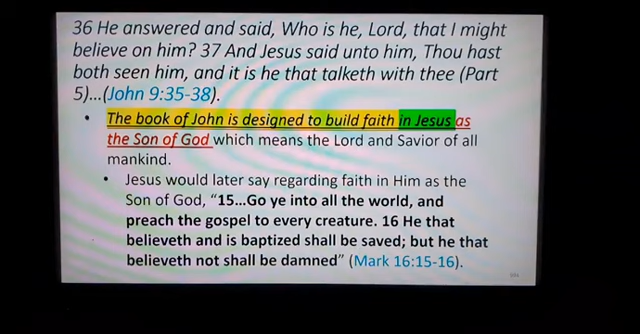 36 He answered and said, Who is he, Lord, that I might
believe on him? 37 And Jesus said unto him, Thou hast
both seen him, and it is he that talketh with thee (Part
5)...(John 9:35-38).
• The book of John is designed to build faith in Jesus as
the Son of God which means the Lord and Savior of all
mankind.
• Jesus would later say regarding faith in Him as the
Son of God, “15...Go ye into all the world, and
preach the gospel to every creature. 16 He that
believeth and is baptized shall be saved; but he that
believeth not shall be damned” (Mark 16:15-16).